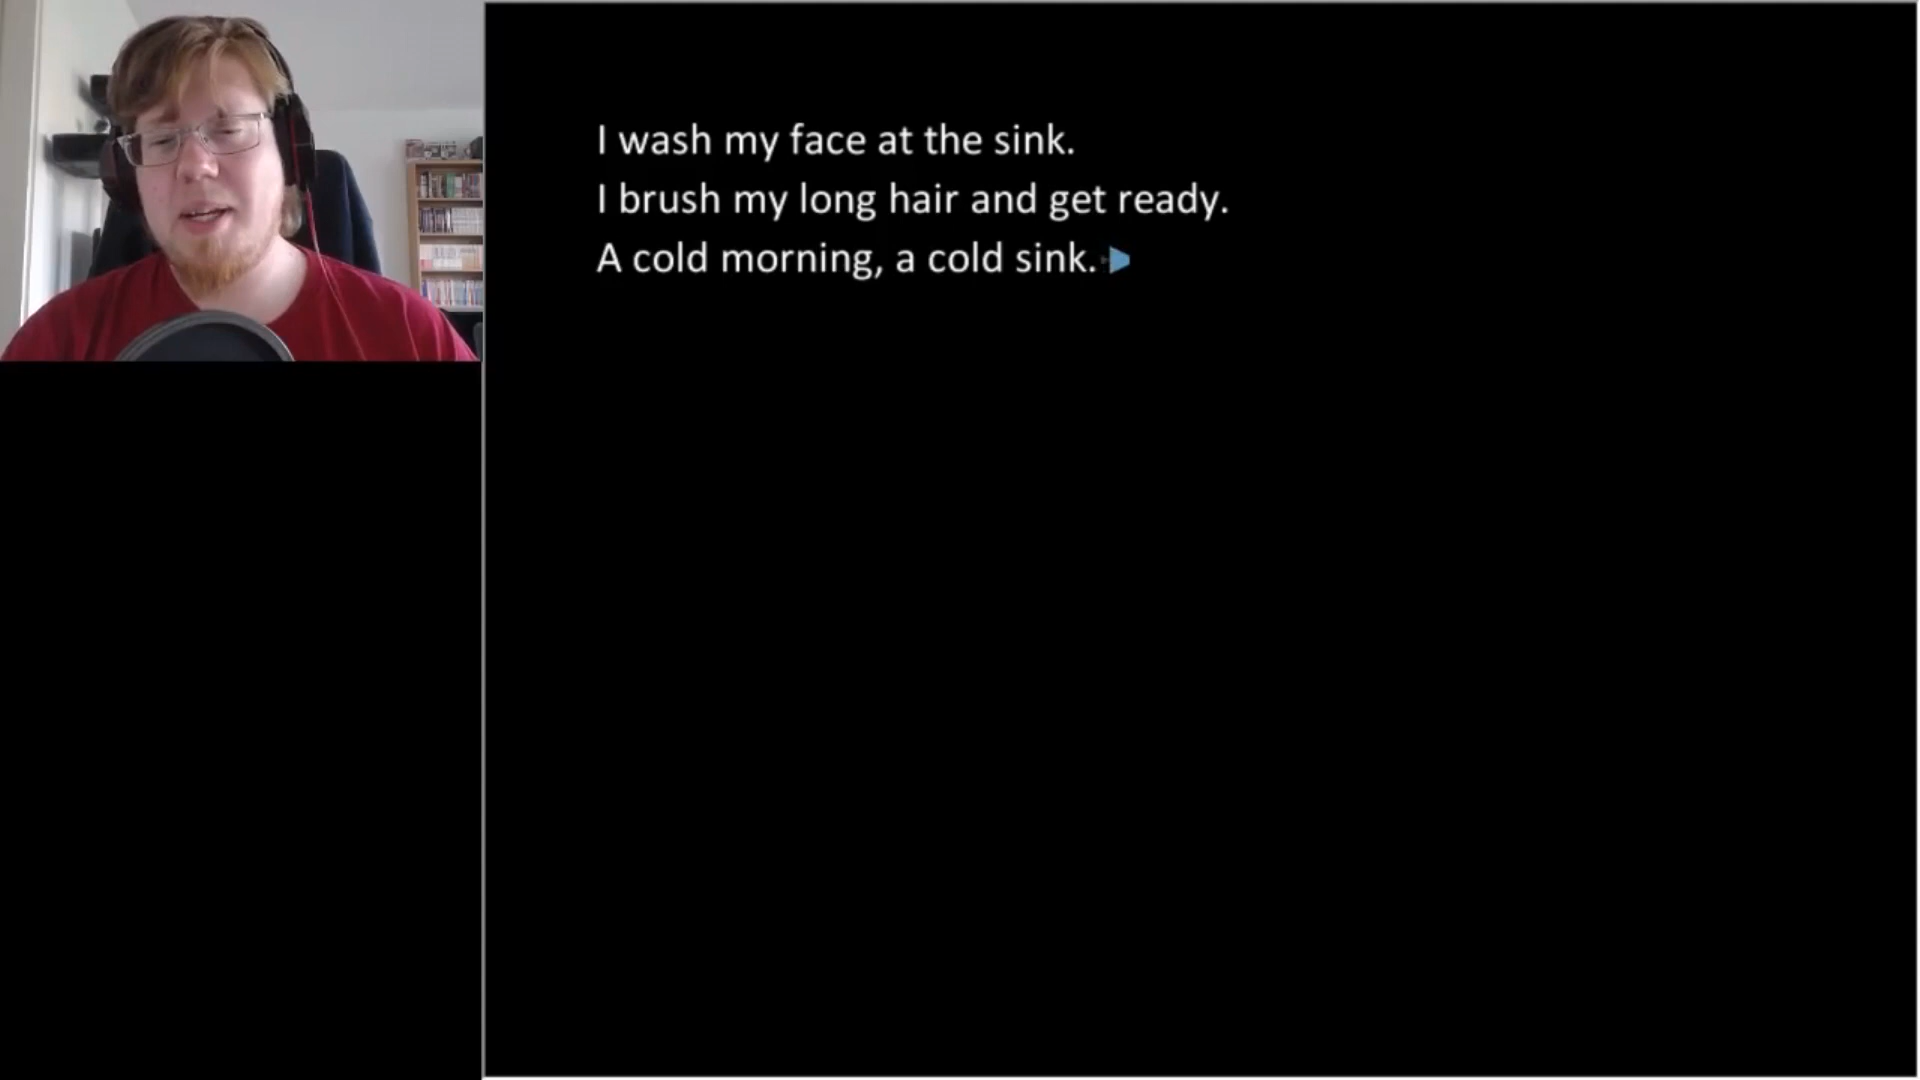 I wash my face at the sink.
I brush my long hair and get ready.
A cold morning, a cold sink.